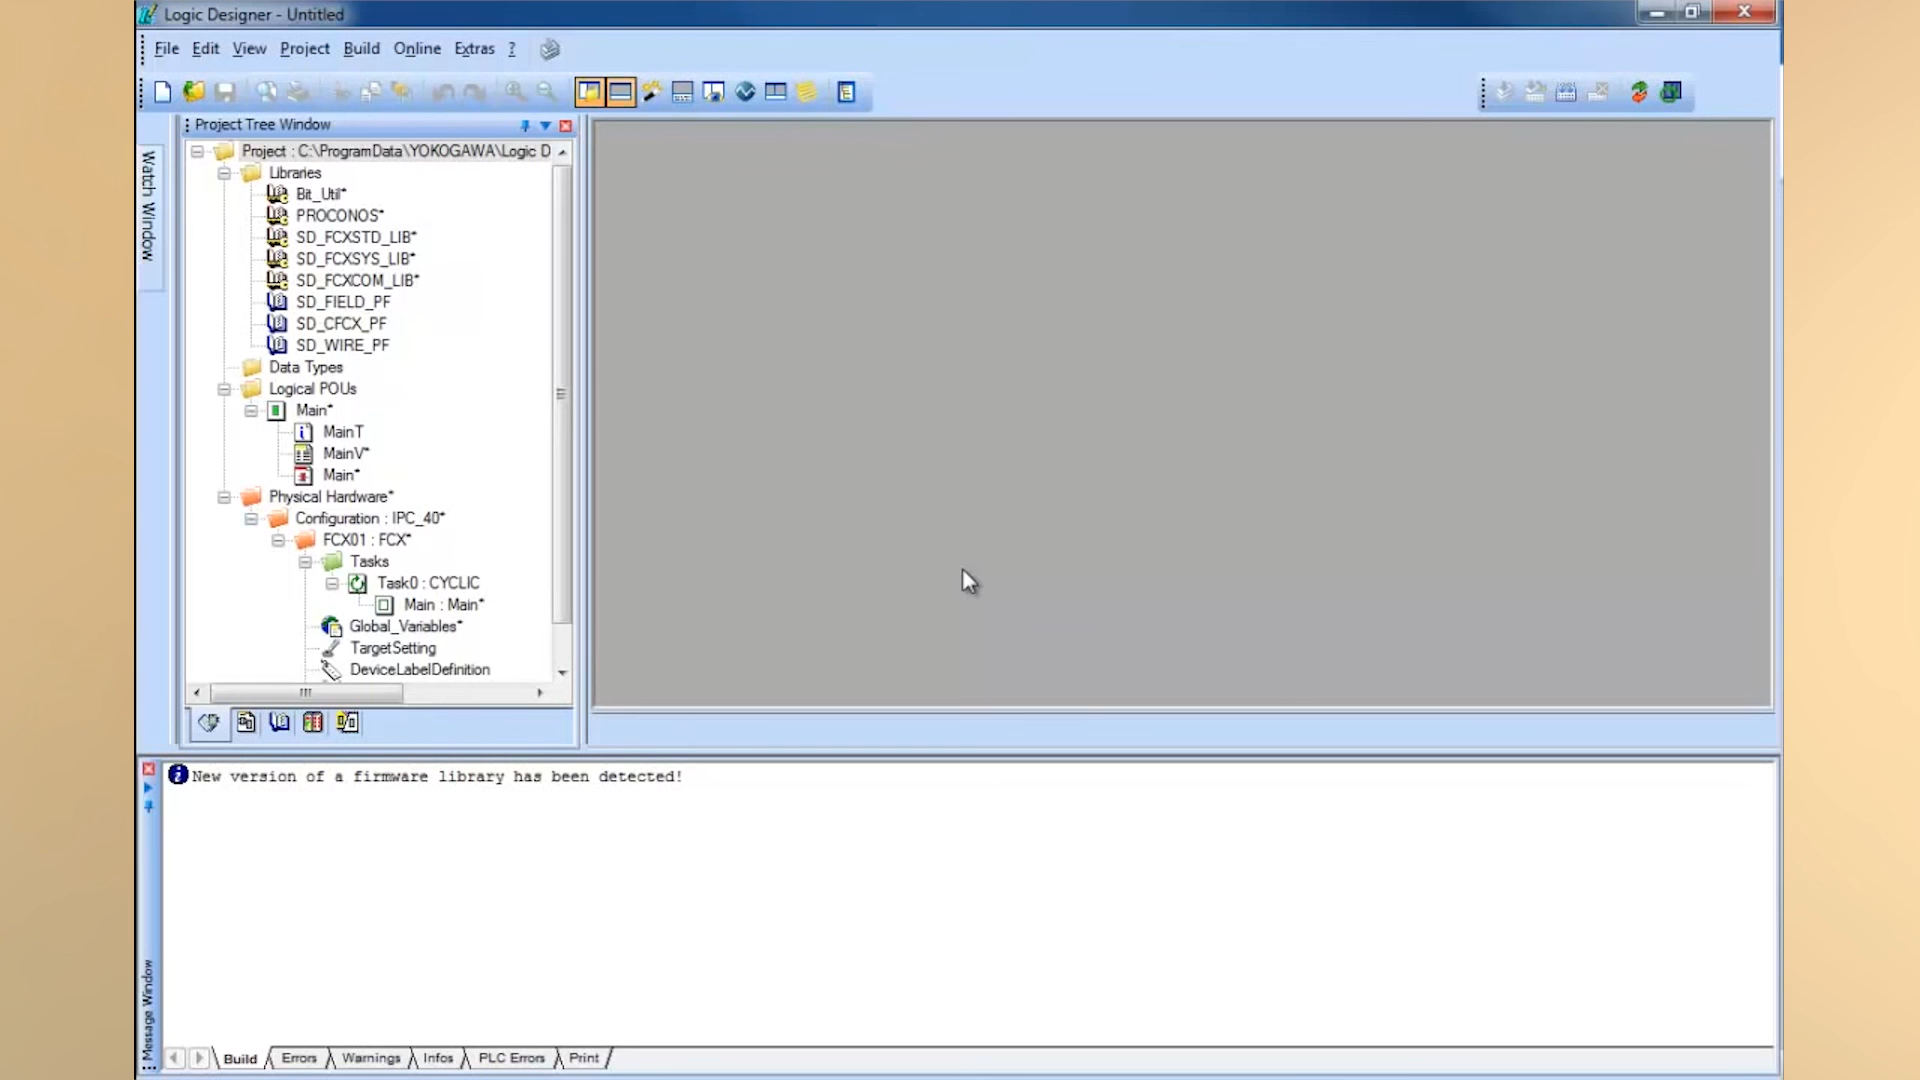 Logic Designer - Untitled
File Edit View Project Build Online Extras ?
Project Tree Window
Watch Window
Project : C:\ProgramData\YOKOGAWA\Logic D
Libraries
Bit_Util*
PROCONOS*
SD_FCXSTD_LIB*
SD_FCXSYS_LIB*
SD_FCXCOM_LIB*
SD_FIELD_PF
SD_CFCX_PF
SD_WIRE_PF
Data Types
Logical POUs
Main*
MainT
MainV*
Main*
Physical Hardware*
Configuration : IPC_40*
FCX01 : FCX*
Tasks
Task0 : CYCLIC
Main : Main*
Global_Variables*
TargetSetting
DeviceLabelDefinition
New version of a firmware library has been detected!
Message Window
Build Errors Warnings Infos PLC Errors Print